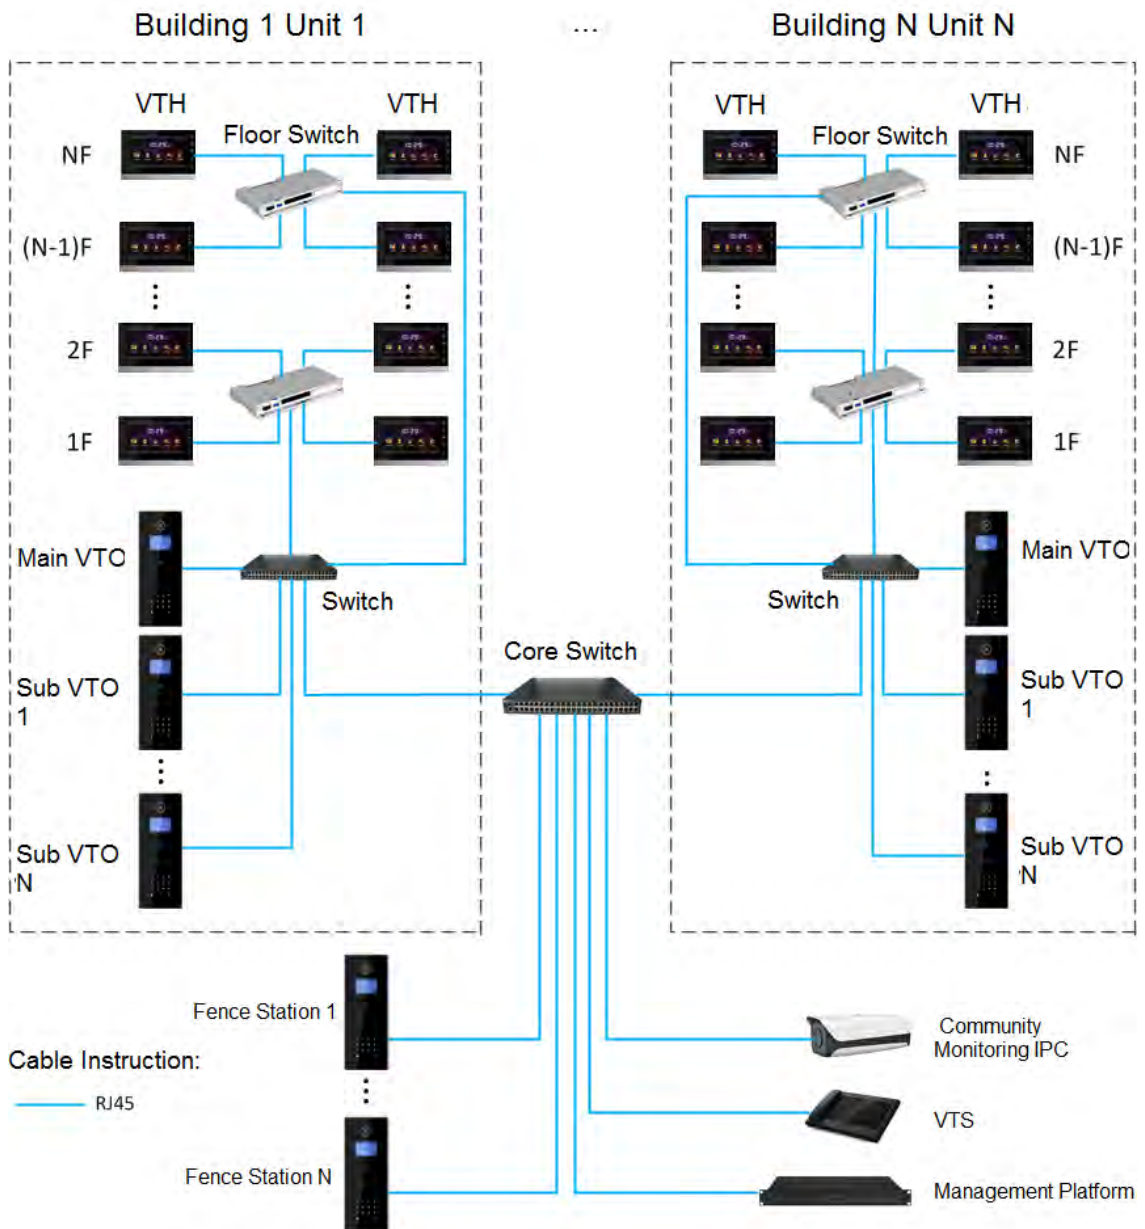 Building 1 Unit 1
...
Building N Unit N
VTH
VTH
Floor Switch
NF
(N-1)F
2F
1F
Main VTO
Switch
Sub VTO
1
Sub VTO
N
VTH
VTH
Floor Switch
NF
(N-1)F
2F
1F
Main VTO
Switch
Sub VTO
1
Sub VTO
N
Core Switch
Fence Station 1
Fence Station N
Cable Instruction:
RJ45
Community
Monitoring IPC
VTS
Management Platform